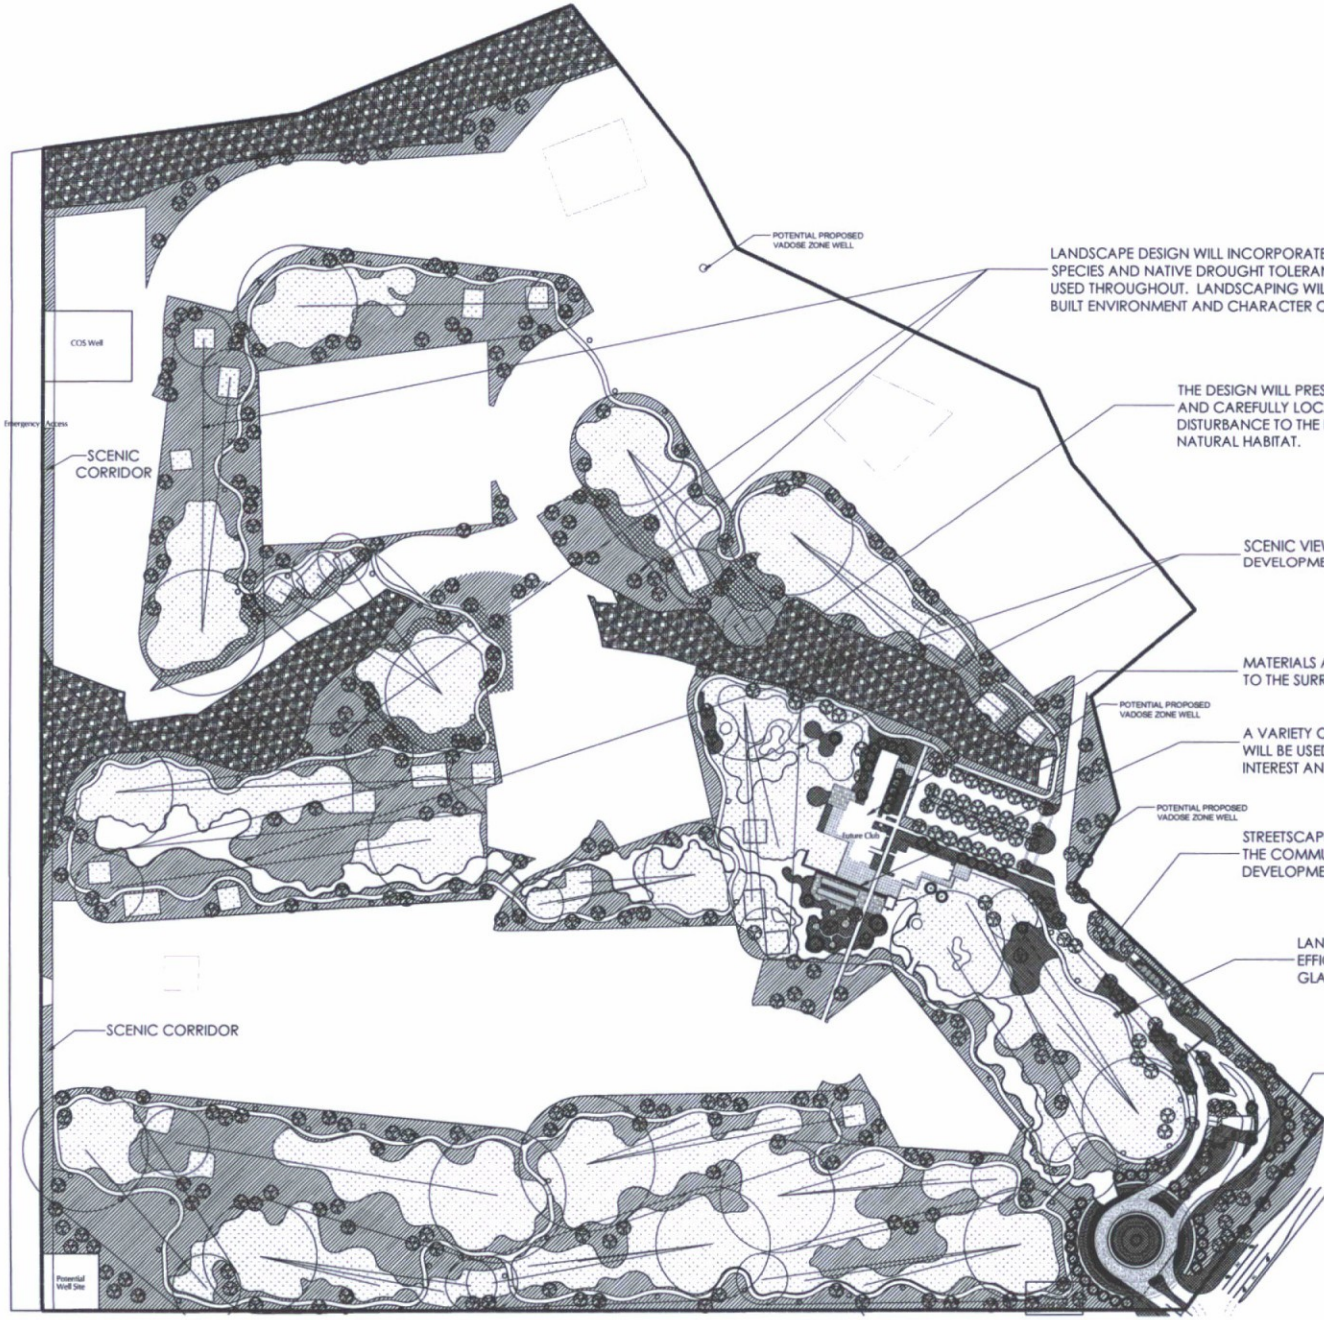 POTENTIAL PROPOSED
VADOSE ZONE WELL
LANDSCAPE DESIGN WILL INCORPORATE
SPECIES AND NATIVE DROUGHT TOLERAN
USED THROUGHOUT. LANDSCAPING WIL
BUILT ENVIRONMENT AND CHARACTER O
COS Well
THE DESIGN WILL PRES
AND CAREFULLY LOC
DISTURBANCE TO THE
NATURAL HABITAT.
Emergency Access
SCENIC
CORRIDOR
SCENIC VIEW
DEVELOPME
MATERIALS A
TO THE SURR
POTENTIAL PROPOSED
VADOSE ZONE WELL
A VARIETY O
WILL BE USED
INTEREST AN
POTENTIAL PROPOSED
VADOSE ZONE WELL
Future Club
STREETSCAP
THE COMMU
DEVELOPME
LAN
EFFIC
GLA
SCENIC CORRIDOR
Potential
Well Site